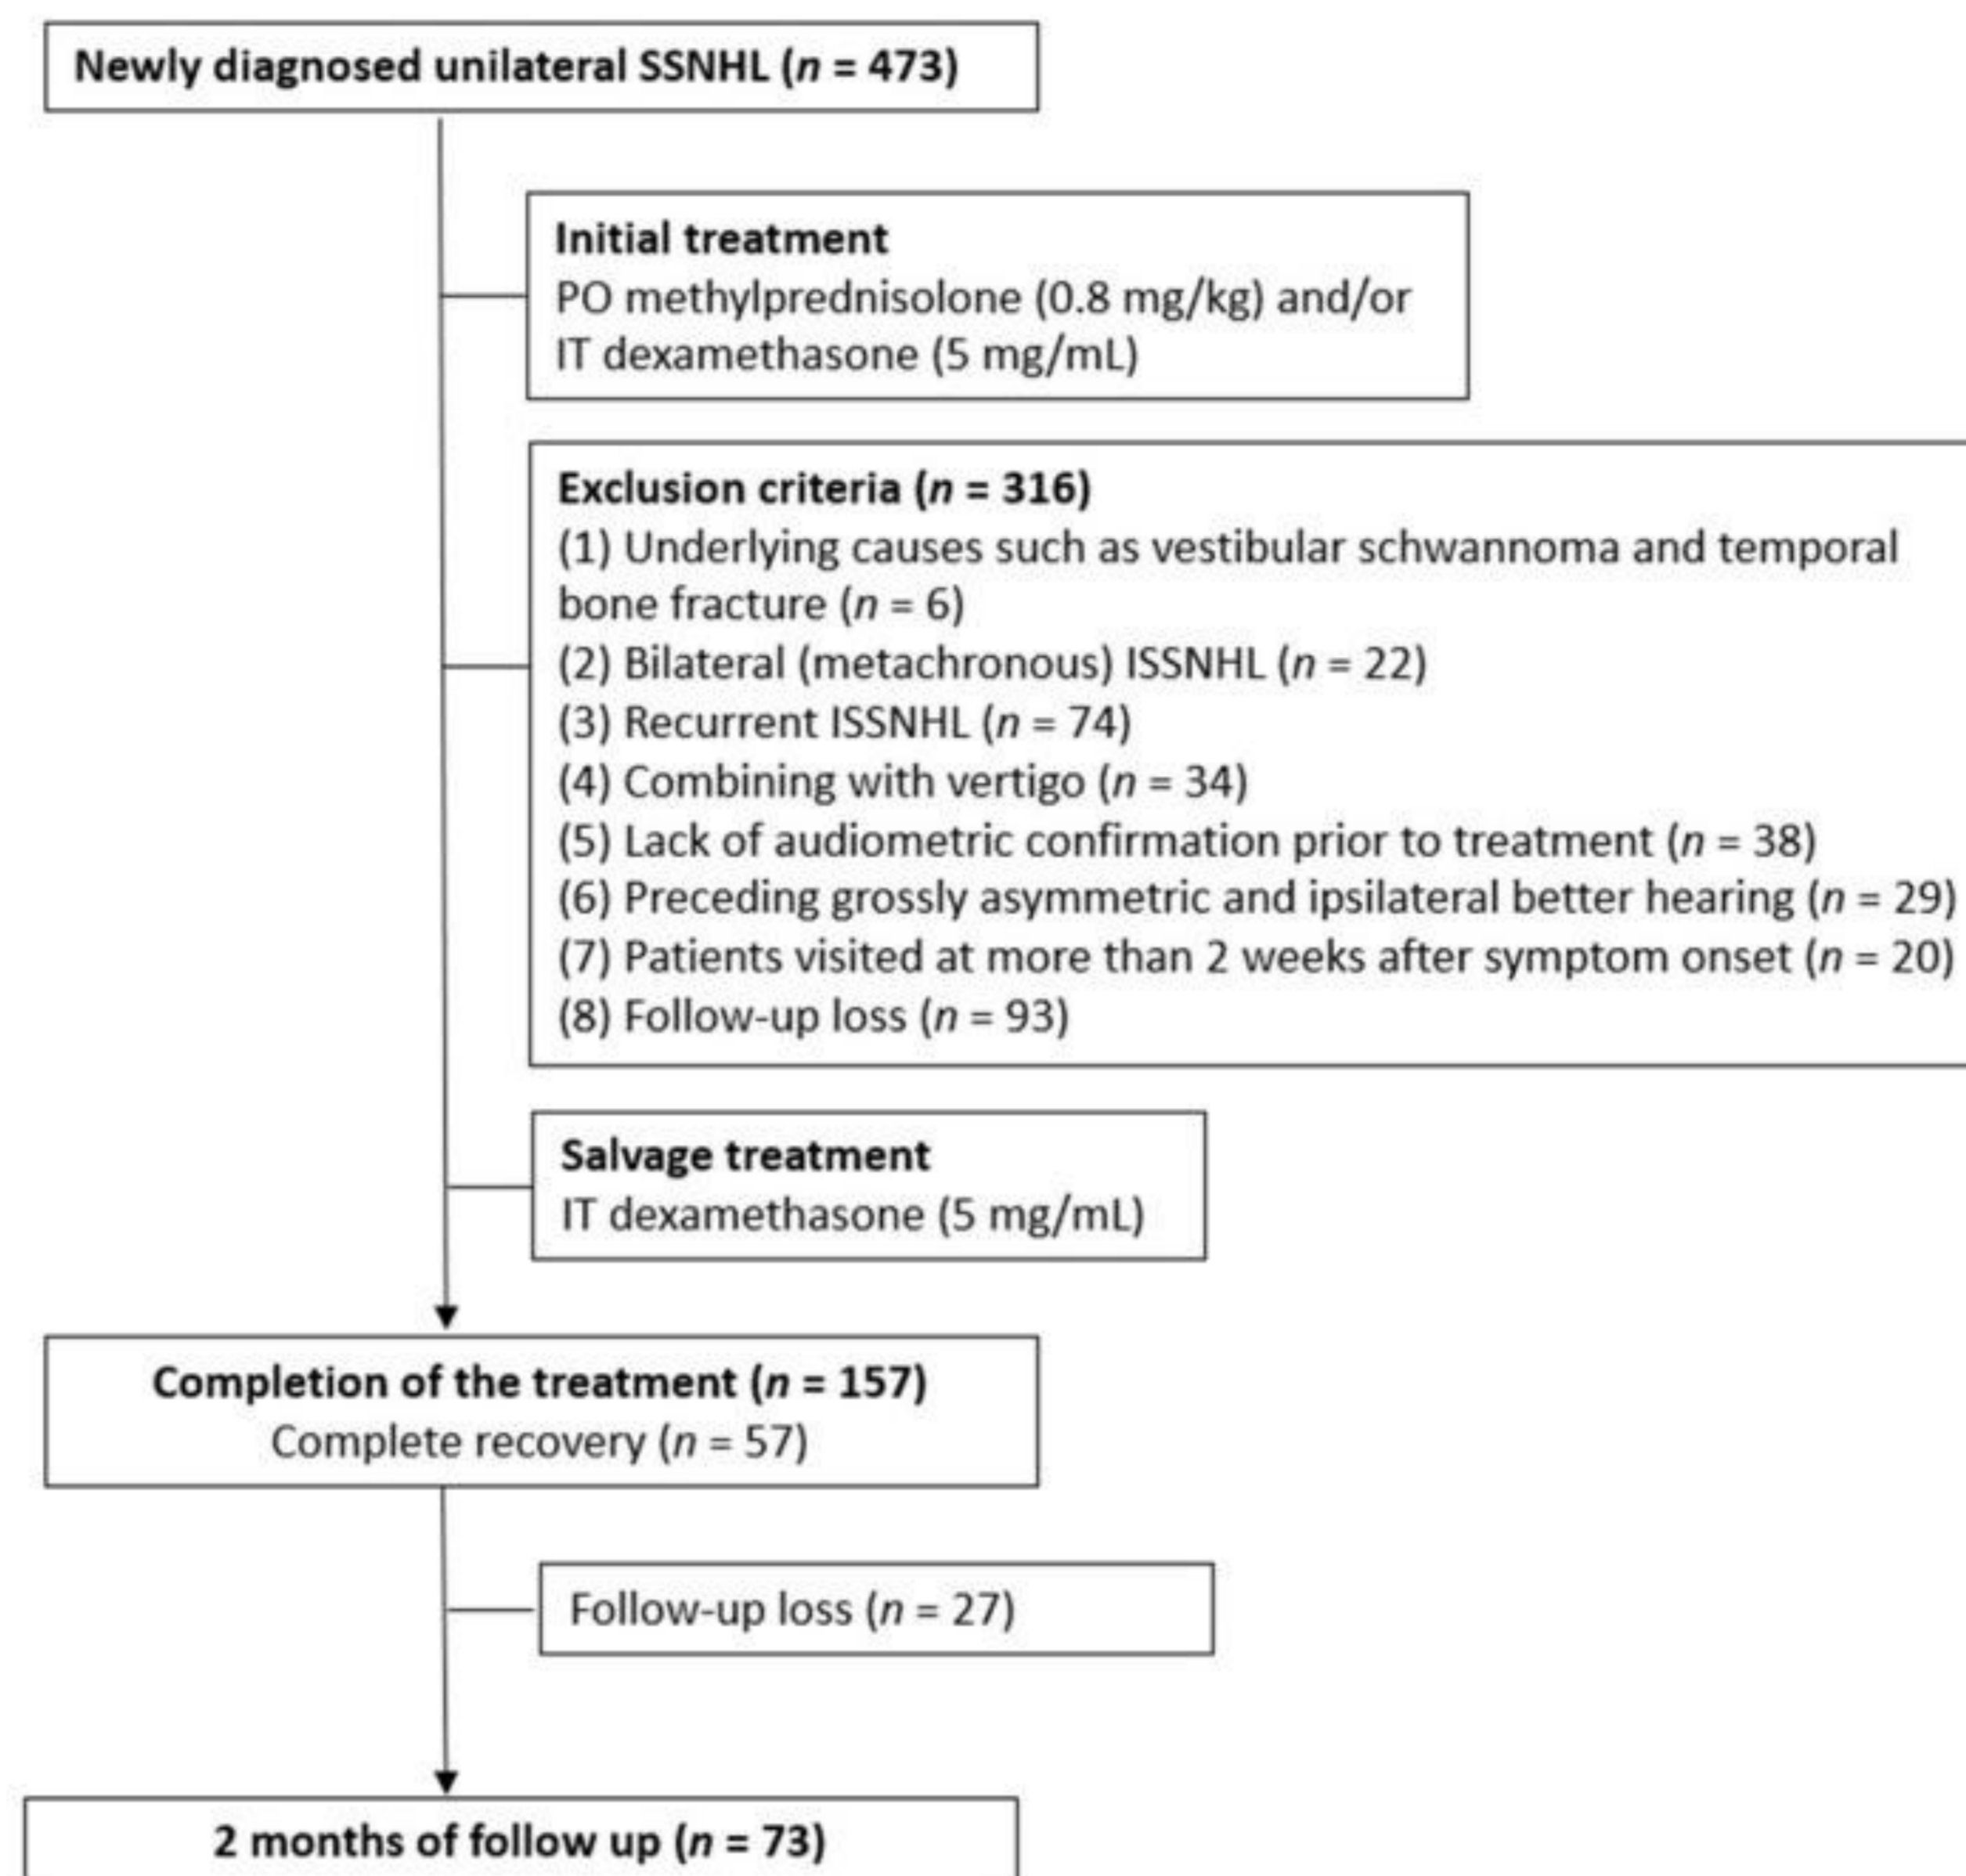 Newly diagnosed unilateral SSNHL (n = 473)
Initial treatment
PO methylprednisolone (0.8 mg/kg) and/or
IT dexamethasone (5 mg/mL)
Exclusion criteria (n = 316)
(1) Underlying causes such as vestibular schwannoma and temporal
bone fracture (n = 6)
(2) Bilateral (metachronous) ISSNHL (n = 22)
(3) Recurrent ISSNHL (n = 74)
(4) Combining with vertigo (n = 34)
(5) Lack of audiometric confirmation prior to treatment (n = 38)
(6) Preceding grossly asymmetric and ipsilateral better hearing (n = 29)
(7) Patients visited at more than 2 weeks after symptom onset (n = 20)
(8) Follow-up loss (n = 93)
Salvage treatment
IT dexamethasone (5 mg/mL)
Completion of the treatment (n = 157)
Complete recovery (n = 57)
Follow-up loss (n = 27)
2 months of follow up (n = 73)